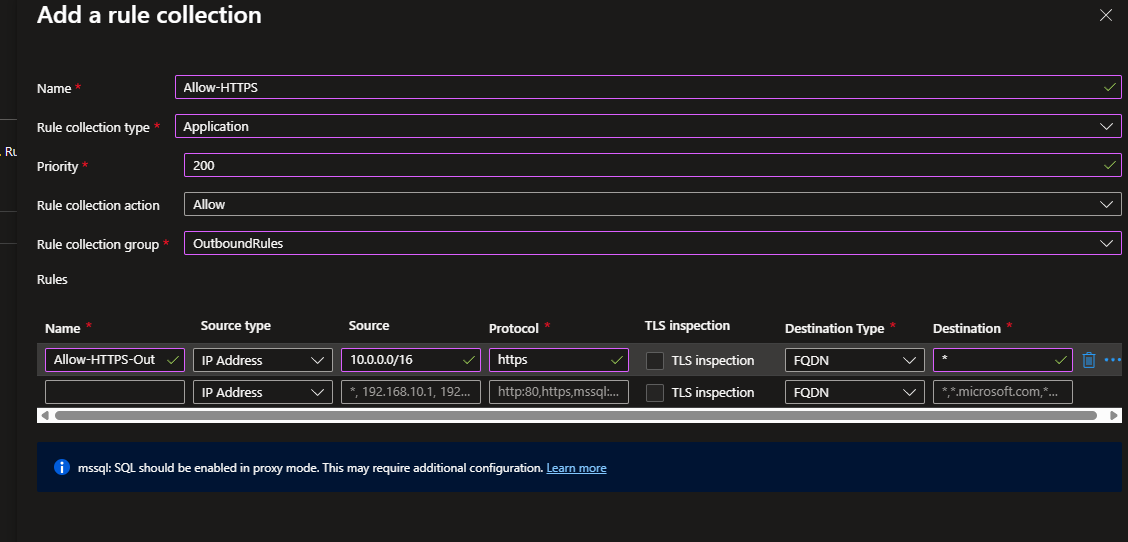 Add a rule collection
Name *
Allow-HTTPS
Rule collection type *
Application
. Ru
Priority *
200
Rule collection action
Allow
Rule collection group *
OutboundRules
Rules
Name * Source type Source Protocol * TLS inspection Destination Type * Destination *
Allow-HTTPS-Out IP Address 10.0.0.0/16 https TLS inspection FQDN *
IP Address *, 192.168.10.1, 192... http:80,https,mssql:... TLS inspection FQDN *,*.microsoft.com,*...
mssql: SQL should be enabled in proxy mode. This may require additional configuration. Learn more